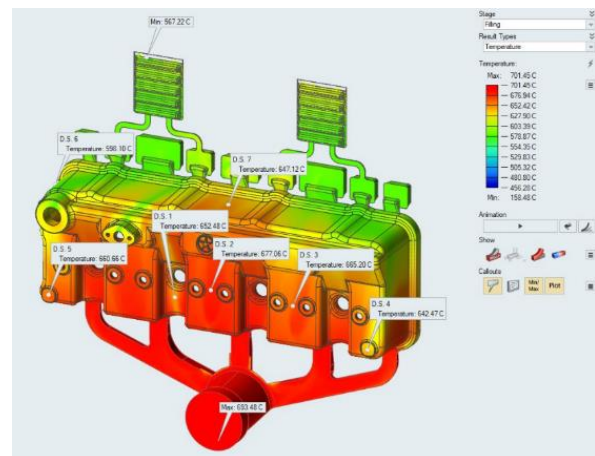 Min: 567.22 C
D.S. 6
Temperature: 598.10 C
D.S. 7
Temperature: 647.12 C
D.S. 1
Temperature: 652.48 C
D.S. 2
Temperature: 677.06 C
D.S. 5
Temperature: 660.66 C
D.S. 3
Temperature: 665.20 C
D.S. 4
Temperature: 642.47 C
Max: 693.48 C
Stage
Filling
Result Types
Temperature
Temperature:
Max: 701.45 C
701.45 C
676.94 C
652.42 C
627.90 C
603.39 C
578.87 C
554.35 C
529.83 C
505.32 C
480.80 C
456.28 C
Min: 158.48 C
Animation
Show
Callouts
Min/
Max
Plot